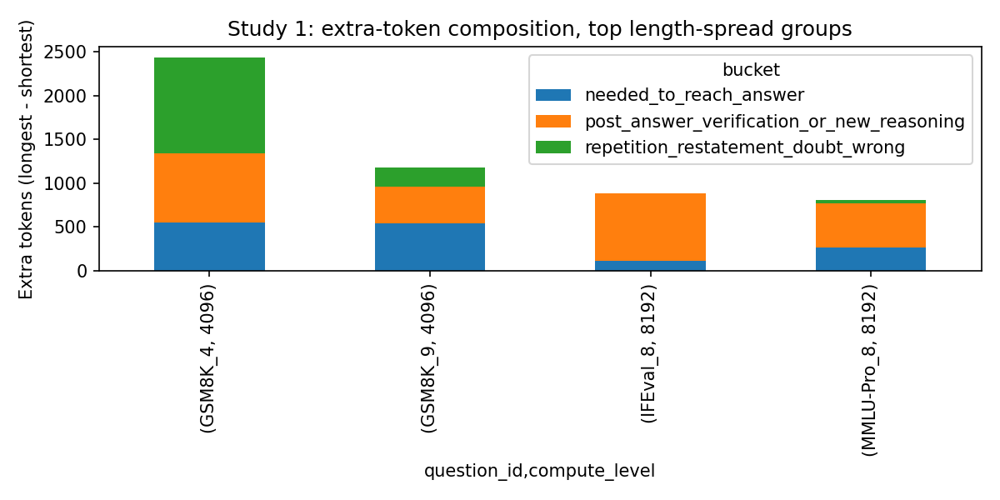 Study 1: extra-token composition, top length-spread groups
Extra tokens (longest - shortest)
2500
2000
1500
1000
500
0
bucket
needed_to_reach_answer
post_answer_verification_or_new_reasoning
repetition_restatement_doubt_wrong
(GSM8K_4, 4096)
(GSM8K_9, 4096)
(IFEval_8, 8192)
(MMLU-Pro_8, 8192)
question_id,compute_level